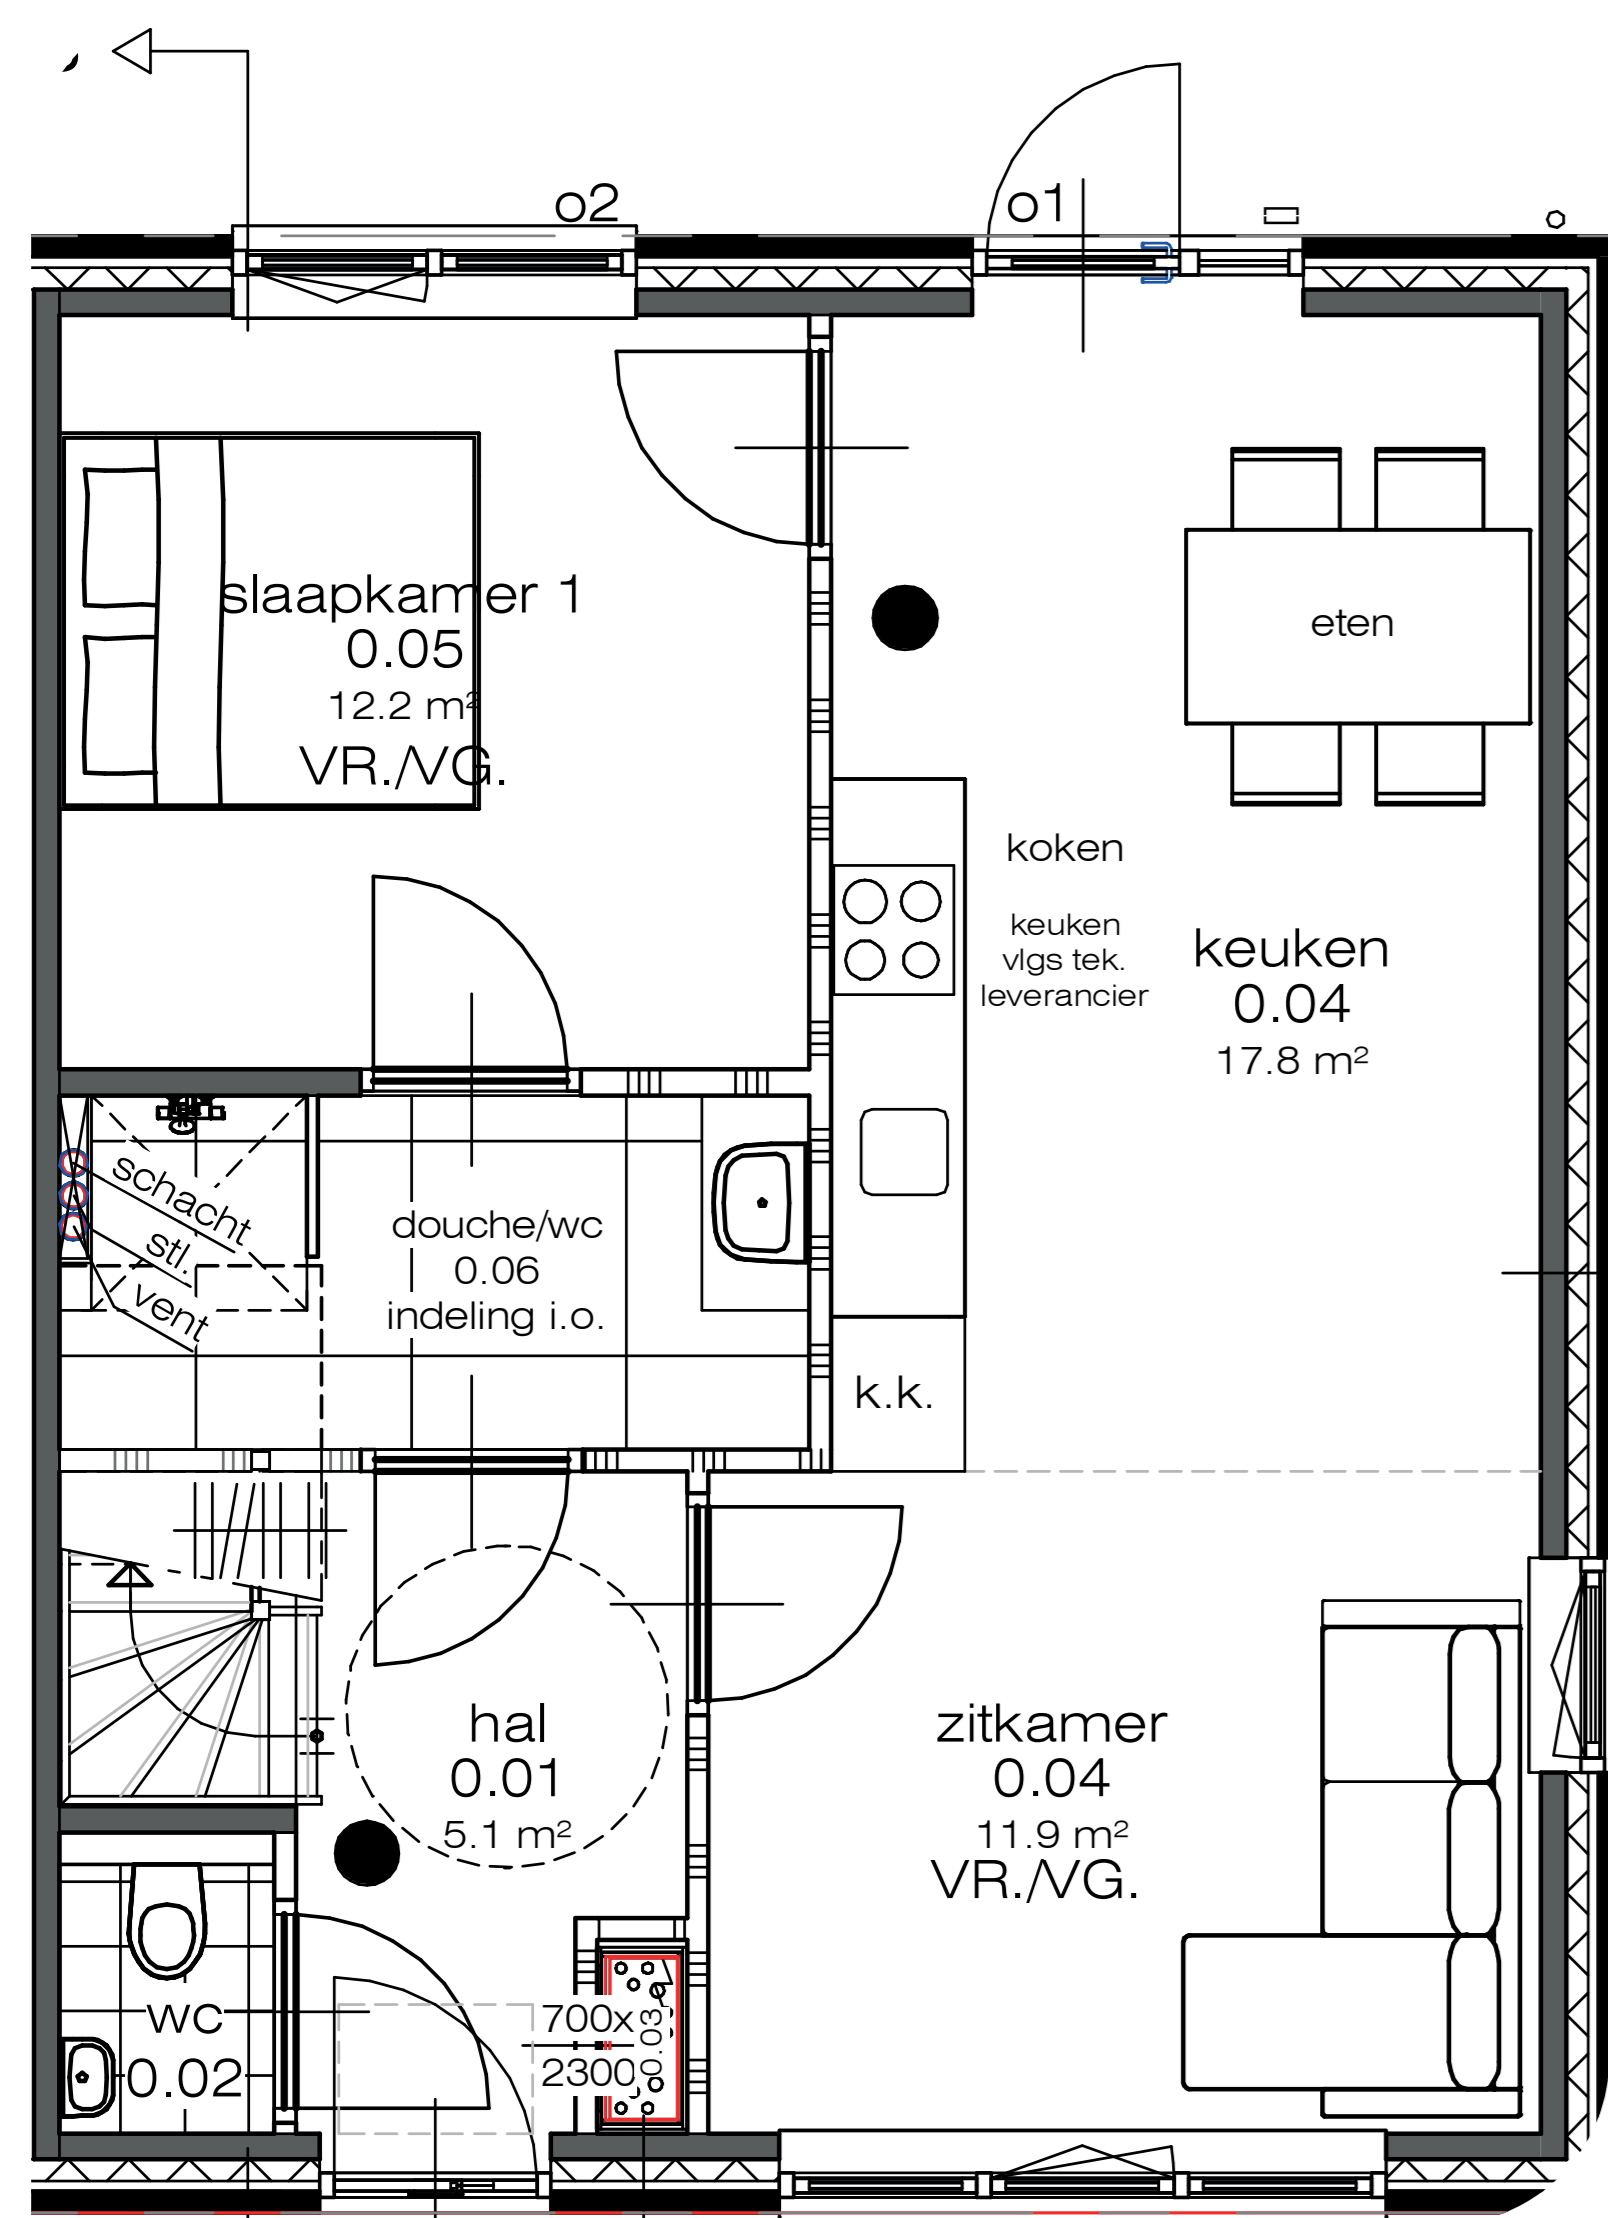 o2
o1
slaapkamer 1
0.05
12.2 m²
VR./VG.
eten
koken
keuken
vlgs tek.
leverancier
keuken
0.04
17.8 m²
schacht
stl.
vent
douche/wc
0.06
indeling i.o.
k.k.
hal
0.01
5.1 m²
zitkamer
0.04
11.9 m²
VR./VG.
wc
0.02
700x
2300
0.03